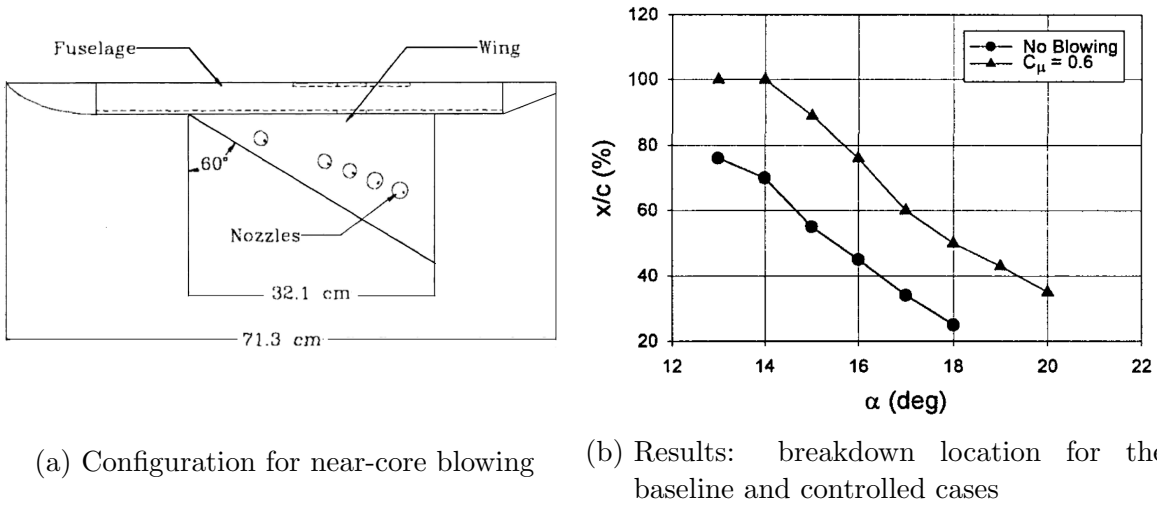 Fuselage
Wing
60°
Nozzles
32.1 cm
71.3 cm
120
100
80
60
40
20
x/c (%)
No Blowing
Cμ = 0.6
12 14 16 18 20 22
α (deg)
(a) Configuration for near-core blowing
(b) Results: breakdown location for the
baseline and controlled cases